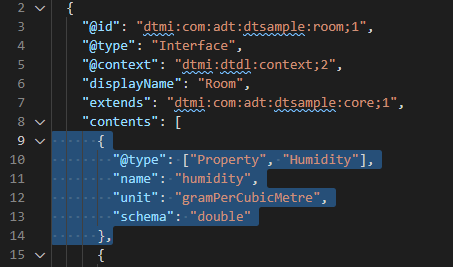 2 {
3 "@id": "dtmi:com:adt:dtsample:room;1",
4 "@type": "Interface",
5 "@context": "dtmi:dtdl:context;2",
6 "displayName": "Room",
7 "extends": "dtmi:com:adt:dtsample:core;1",
8 "contents": [
9 {
10 "@type": ["Property", "Humidity"],
11 "name": "humidity",
12 "unit": "gramPerCubicMetre",
13 "schema": "double"
14 },
15 {